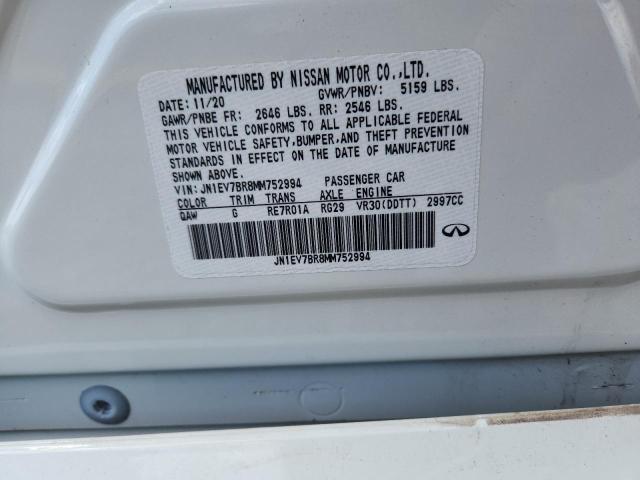 MANUFACTURED BY NISSAN MOTOR CO.,LTD.
DATE: 11/20 GVWR/PNBV: 5159 LBS.
GAWR/PNBE FR: 2646 LBS. RR: 2546 LBS.
THIS VEHICLE CONFORMS TO ALL APPLICABLE FEDERAL
MOTOR VEHICLE SAFETY,BUMPER,AND THEFT PREVENTION
STANDARDS IN EFFECT ON THE DATE OF MANUFACTURE
SHOWN ABOVE.
VIN: JN1EV7BR8MM752994 PASSENGER CAR
COLOR TRIM TRANS AXLE ENGINE
QAW G RE7R01A RG29 VR30(DDTT) 2997CC
JN1EV7BR8MM752994